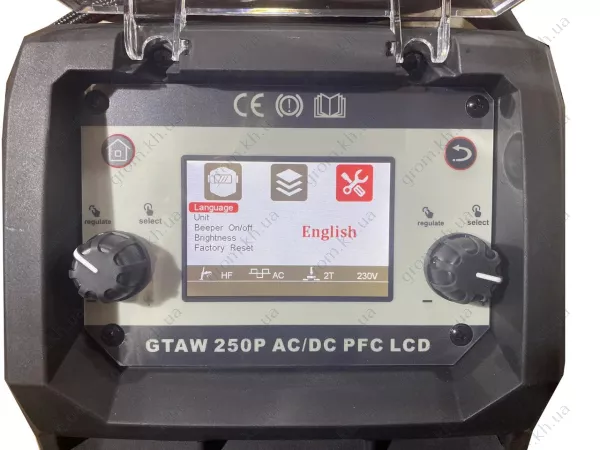 CE
regulate
select
regulate
select
Language
Unit
Beeper On/off
Brightness
Factory Reset
English
HF
AC
2T
230V
-
GTAW 250P AC/DC PFC LCD
grom.kh.ua